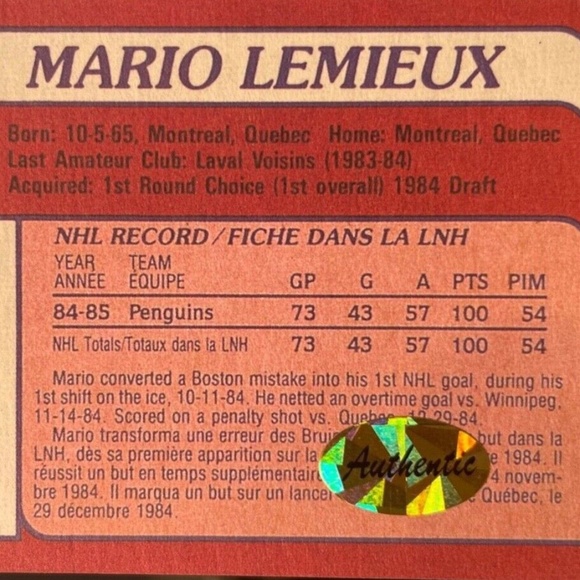 MARIO LEMIEUX
Born: 10-5-65, Montreal, Quebec Home: Montreal, Quebec
Last Amateur Club: Laval Voisins (1983-84)
Acquired: 1st Round Choice (1st overall) 1984 Draft
NHL RECORD/FICHE DANS LA LNH
YEAR TEAM
ANNÉE ÉQUIPE GP G A PTS PIM
84-85 Penguins 73 43 57 100 54
NHL Totals/Totaux dans la LNH 73 43 57 100 54
Mario converted a Boston mistake into his 1st NHL goal, during his
1st shift on the ice, 10-11-84. He netted an overtime goal vs. Winnipeg,
11-14-84. Scored on a penalty shot vs. Quebec, 12-29-84.
Mario transforma une erreur des but dans la
LNH, dès sa première apparition sur la 1984. Il
réussit un but en temps supplémentaire novem-
bre 1984. Il marqua un but sur un lancer Québec, le
29 décembre 1984.
Authentic